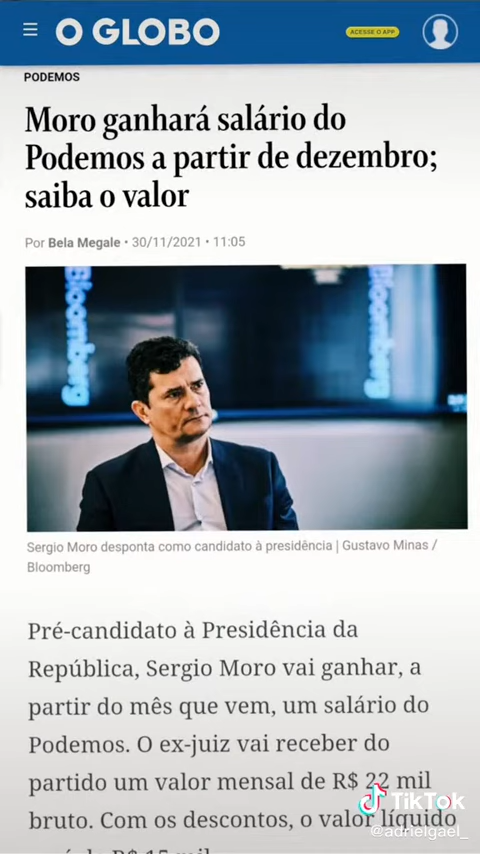 O GLOBO
ACESSE O APP
PODEMOS
Moro ganhará salário do
Podemos a partir de dezembro;
saiba o valor
Por Bela Megale • 30/11/2021 • 11:05
Bloomberg
Bloomberg
Sergio Moro desponta como candidato à presidência | Gustavo Minas /
Bloomberg
Pré-candidato à Presidência da
República, Sergio Moro vai ganhar, a
partir do mês que vem, um salário do
Podemos. O ex-juiz vai receber do
partido um valor mensal de R$ 22 mil
bruto. Com os descontos, o valor líquido
TikTok
@adrielgael_